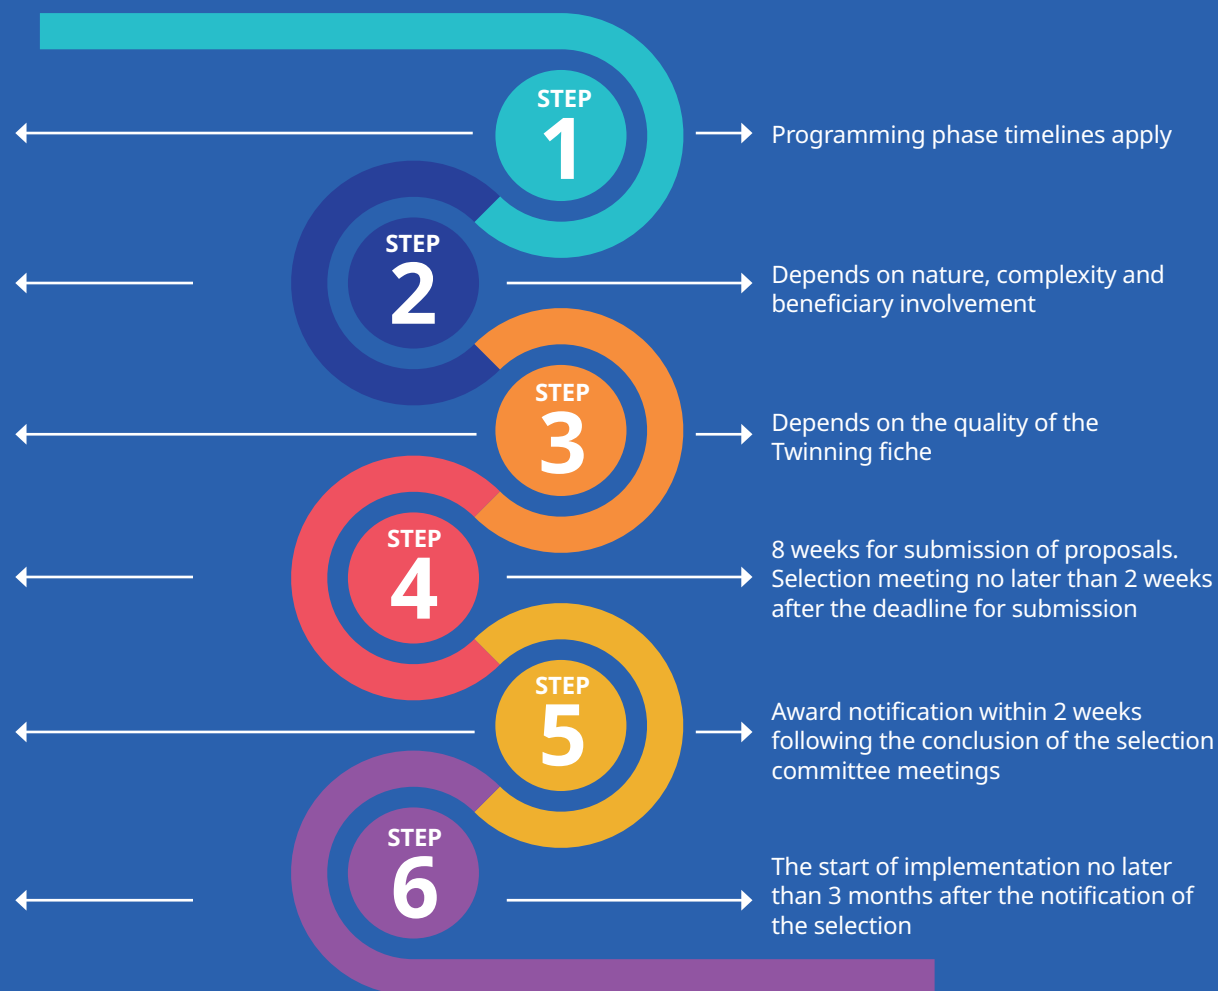 STEP
1
Programming phase timelines apply
STEP
2
Depends on nature, complexity and
beneficiary involvement
STEP
3
Depends on the quality of the
Twinning fiche
STEP
4
8 weeks for submission of proposals.
Selection meeting no later than 2 weeks
after the deadline for submission
STEP
5
Award notification within 2 weeks
following the conclusion of the selection
committee meetings
STEP
6
The start of implementation no later
than 3 months after the notification of
the selection